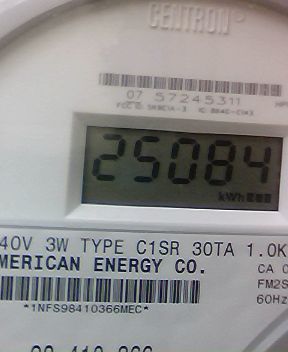 CENTRON®
07 57245311
25084
kWh
40V 3W TYPE C1SR 30TA 1.0K
MERICAN ENERGY CO.
CA 0
FM2S
*1NFS98410366MEC*
60Hz